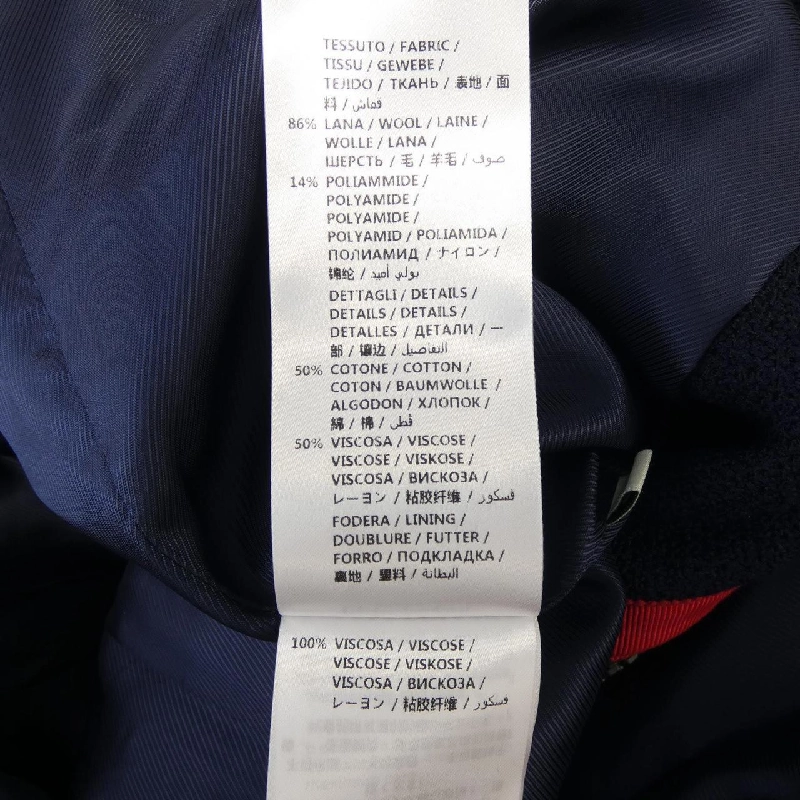 TESSUTO / FABRIC /
TISSU / GEWEBE /
TEJIDO / ТКАНЬ / 裏地 / 面
料 / قماش
86% LANA / WOOL / LAINE /
WOLLE / LANA /
ШЕРСТЬ / 毛 / 羊毛 / صوف
14% POLIAMMIDE /
POLYAMIDE /
POLYAMIDE /
POLYAMID / POLIAMIDA /
ПОЛИАМИД / ナイロン /
锦纶 / بولي أميد
DETTAGLI / DETAILS /
DETAILS / DETAILS /
DETALLES / ДЕТАЛИ / 一
部 / 镶边 / التفاصيل
50% COTONE / COTTON /
COTON / BAUMWOLLE /
ALGODON / ХЛОПОК /
綿 / 棉 / قطن
50% VISCOSA / VISCOSE /
VISCOSE / VISKOSE /
VISCOSA / ВИСКОЗА /
レーヨン / 粘胶纤维 / فسكوز
FODERA / LINING /
DOUBLURE / FUTTER /
FORRO / ПОДКЛАДКА /
裏地 / 里料 / البطانة
100% VISCOSA / VISCOSE /
VISCOSE / VISKOSE /
VISCOSA / ВИСКОЗА /
レーヨン / 粘胶纤维 / فسكوز